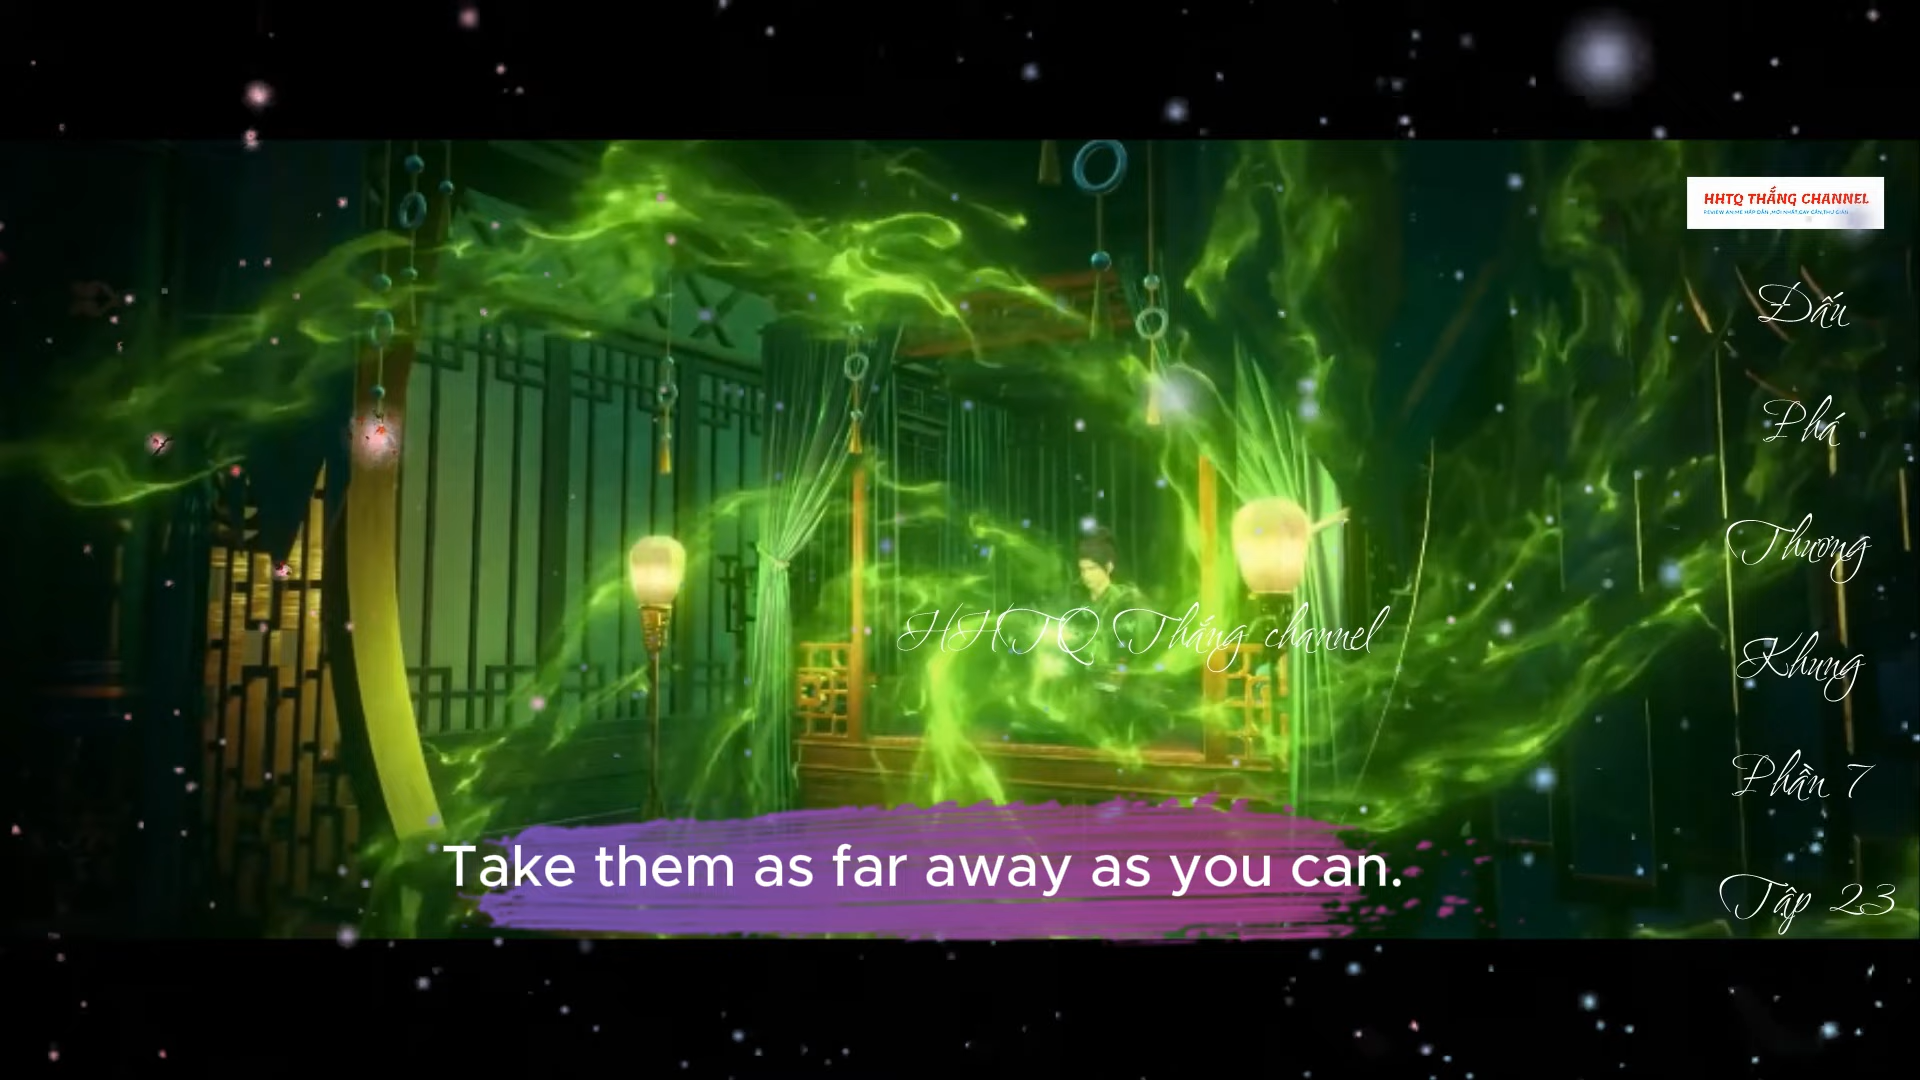 HHTQ THẮNG CHANNEL
Đấu
Phá
Thương
Khung
Phần 7
Tập 23
HHTQ Thắng channel
Take them as far away as you can.